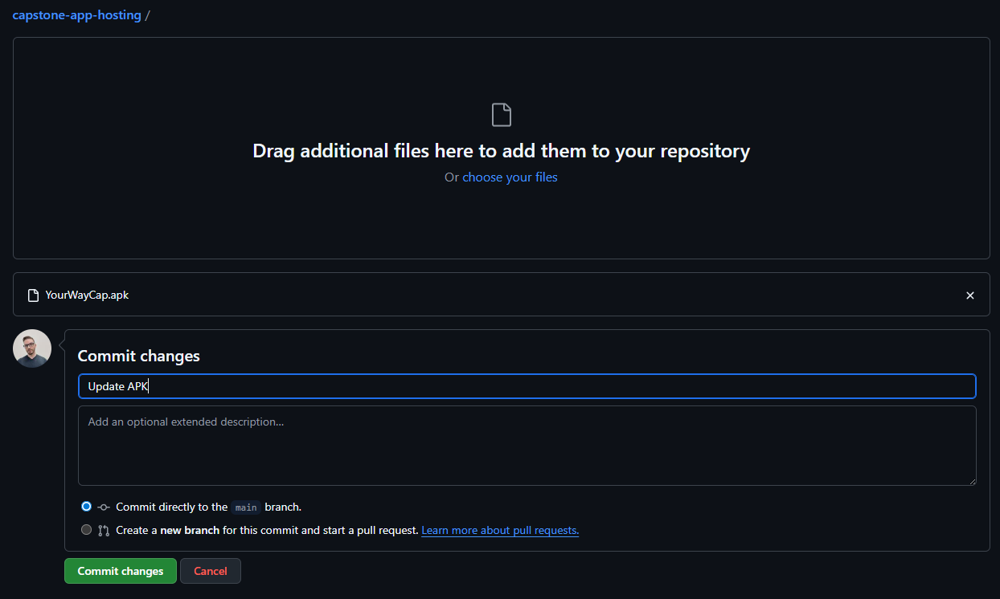 capstone-app-hosting /
Drag additional files here to add them to your repository
Or choose your files
YourWayCap.apk
Commit changes
Update APK
Add an optional extended description...
Commit directly to the main branch.
Create a new branch for this commit and start a pull request. Learn more about pull requests.
Commit changes Cancel